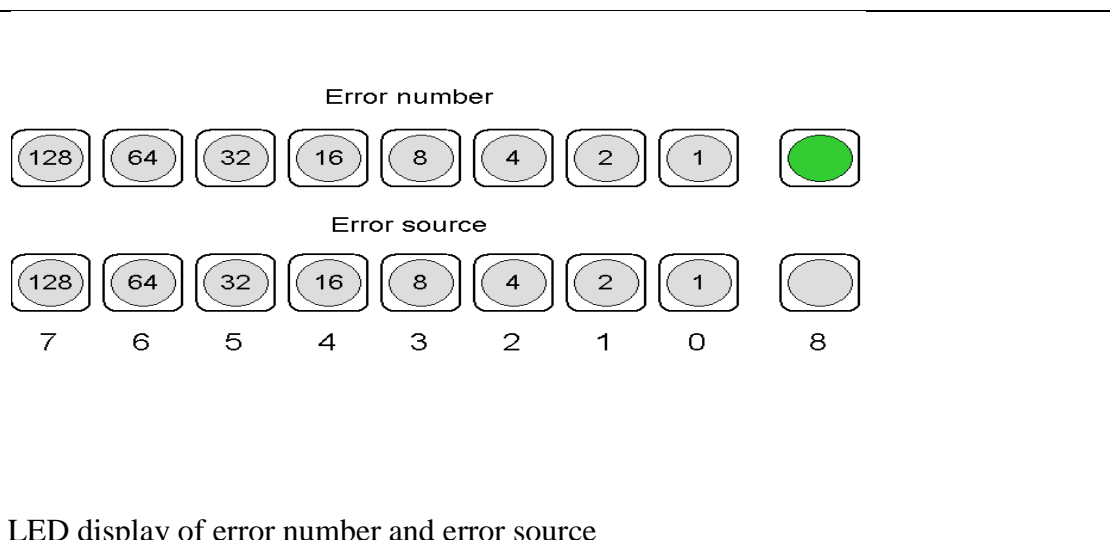 Error number
128 64 32 16 8 4 2 1
Error source
128 64 32 16 8 4 2 1
7 6 5 4 3 2 1 0 8
LED display of error number and error source